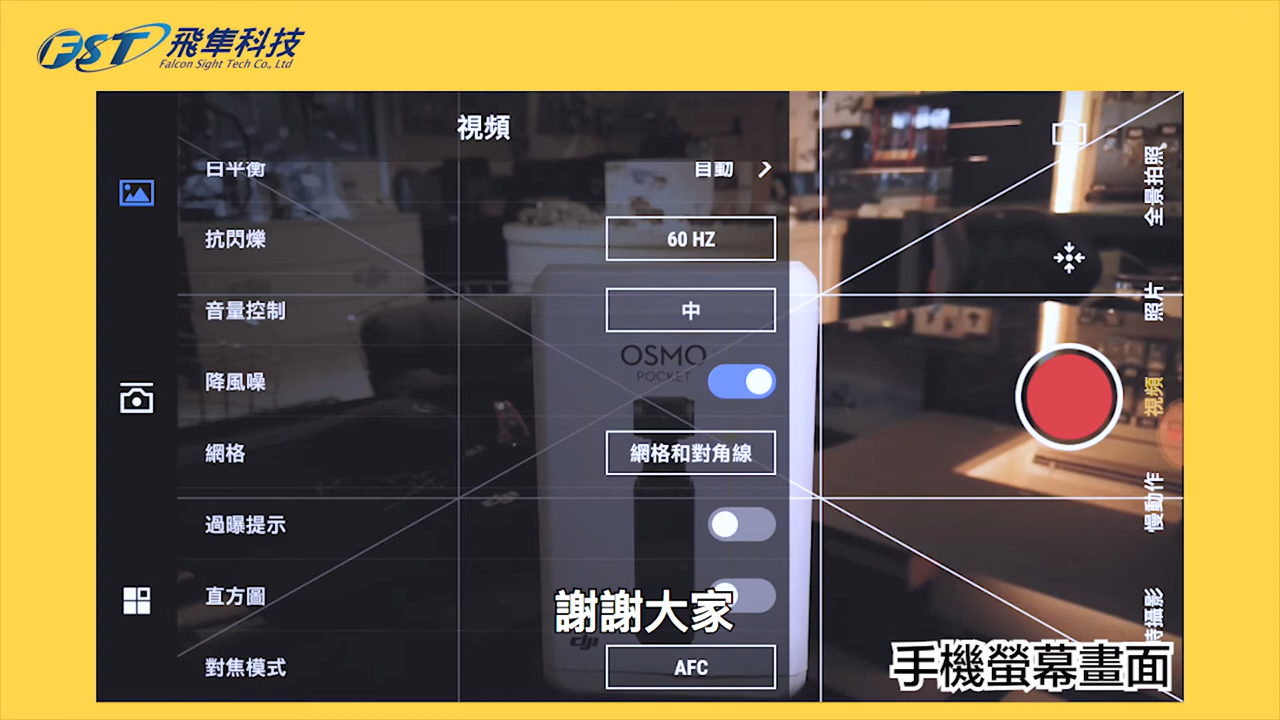 FST 飛隼科技
Falcon Sight Tech Co., Ltd
視頻
白平衡 自動
抗閃爍 60 HZ
音量控制 中
降風噪
網格 網格和對角線
過曝提示
直方圖
對焦模式 AFC
OSMO
POCKET
dji
全景拍照
照片
視頻
慢動作
時攝影
謝謝大家
手機螢幕畫面